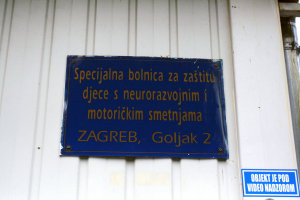 Specijalna bolnica za zaštitu
djece s neurorazvojnim i
motoričkim smetnjama
ZAGREB, Goljak 2
OBJEKT JE POD
VIDEO NADZOROM